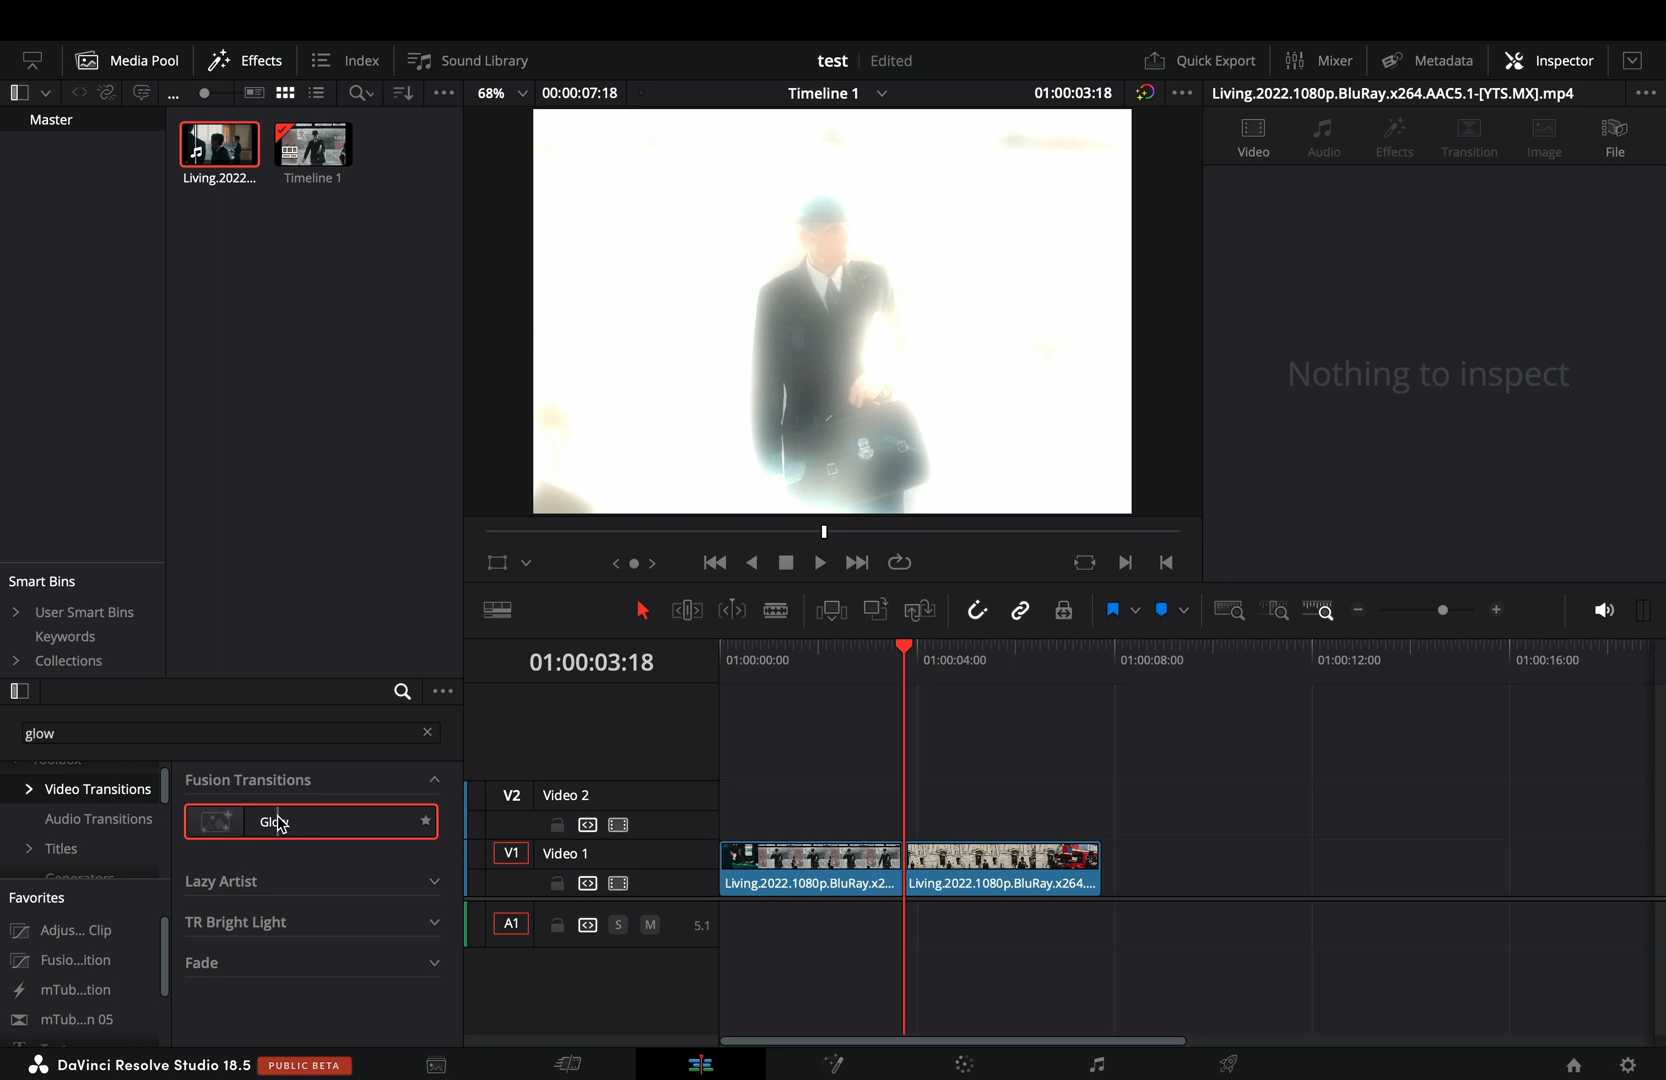 Media Pool
Effects
Index
Sound Library
test
Edited
Quick Export
Mixer
Metadata
Inspector
68%
00:00:07:18
Timeline 1
01:00:03:18
Living.2022.1080p.BluRay.x264.AAC5.1-[YTS.MX].mp4
Master
Living.2022...
Timeline 1
Video
Audio
Effects
Transition
Image
File
Nothing to inspect
Smart Bins
User Smart Bins
Keywords
Collections
01:00:03:18
01:00:00:00
01:00:04:00
01:00:08:00
01:00:12:00
01:00:16:00
glow
Toolbox
Video Transitions
Audio Transitions
Titles
Generators
Fusion Transitions
Glow
Lazy Artist
TR Bright Light
Fade
Favorites
Adjus... Clip
Fusio...ition
mTub...tion
mTub...n 05
V2 Video 2
V1 Video 1
Living.2022.1080p.BluRay.x2...
Living.2022.1080p.BluRay.x264....
A1
S
M
5.1
DaVinci Resolve Studio 18.5
PUBLIC BETA